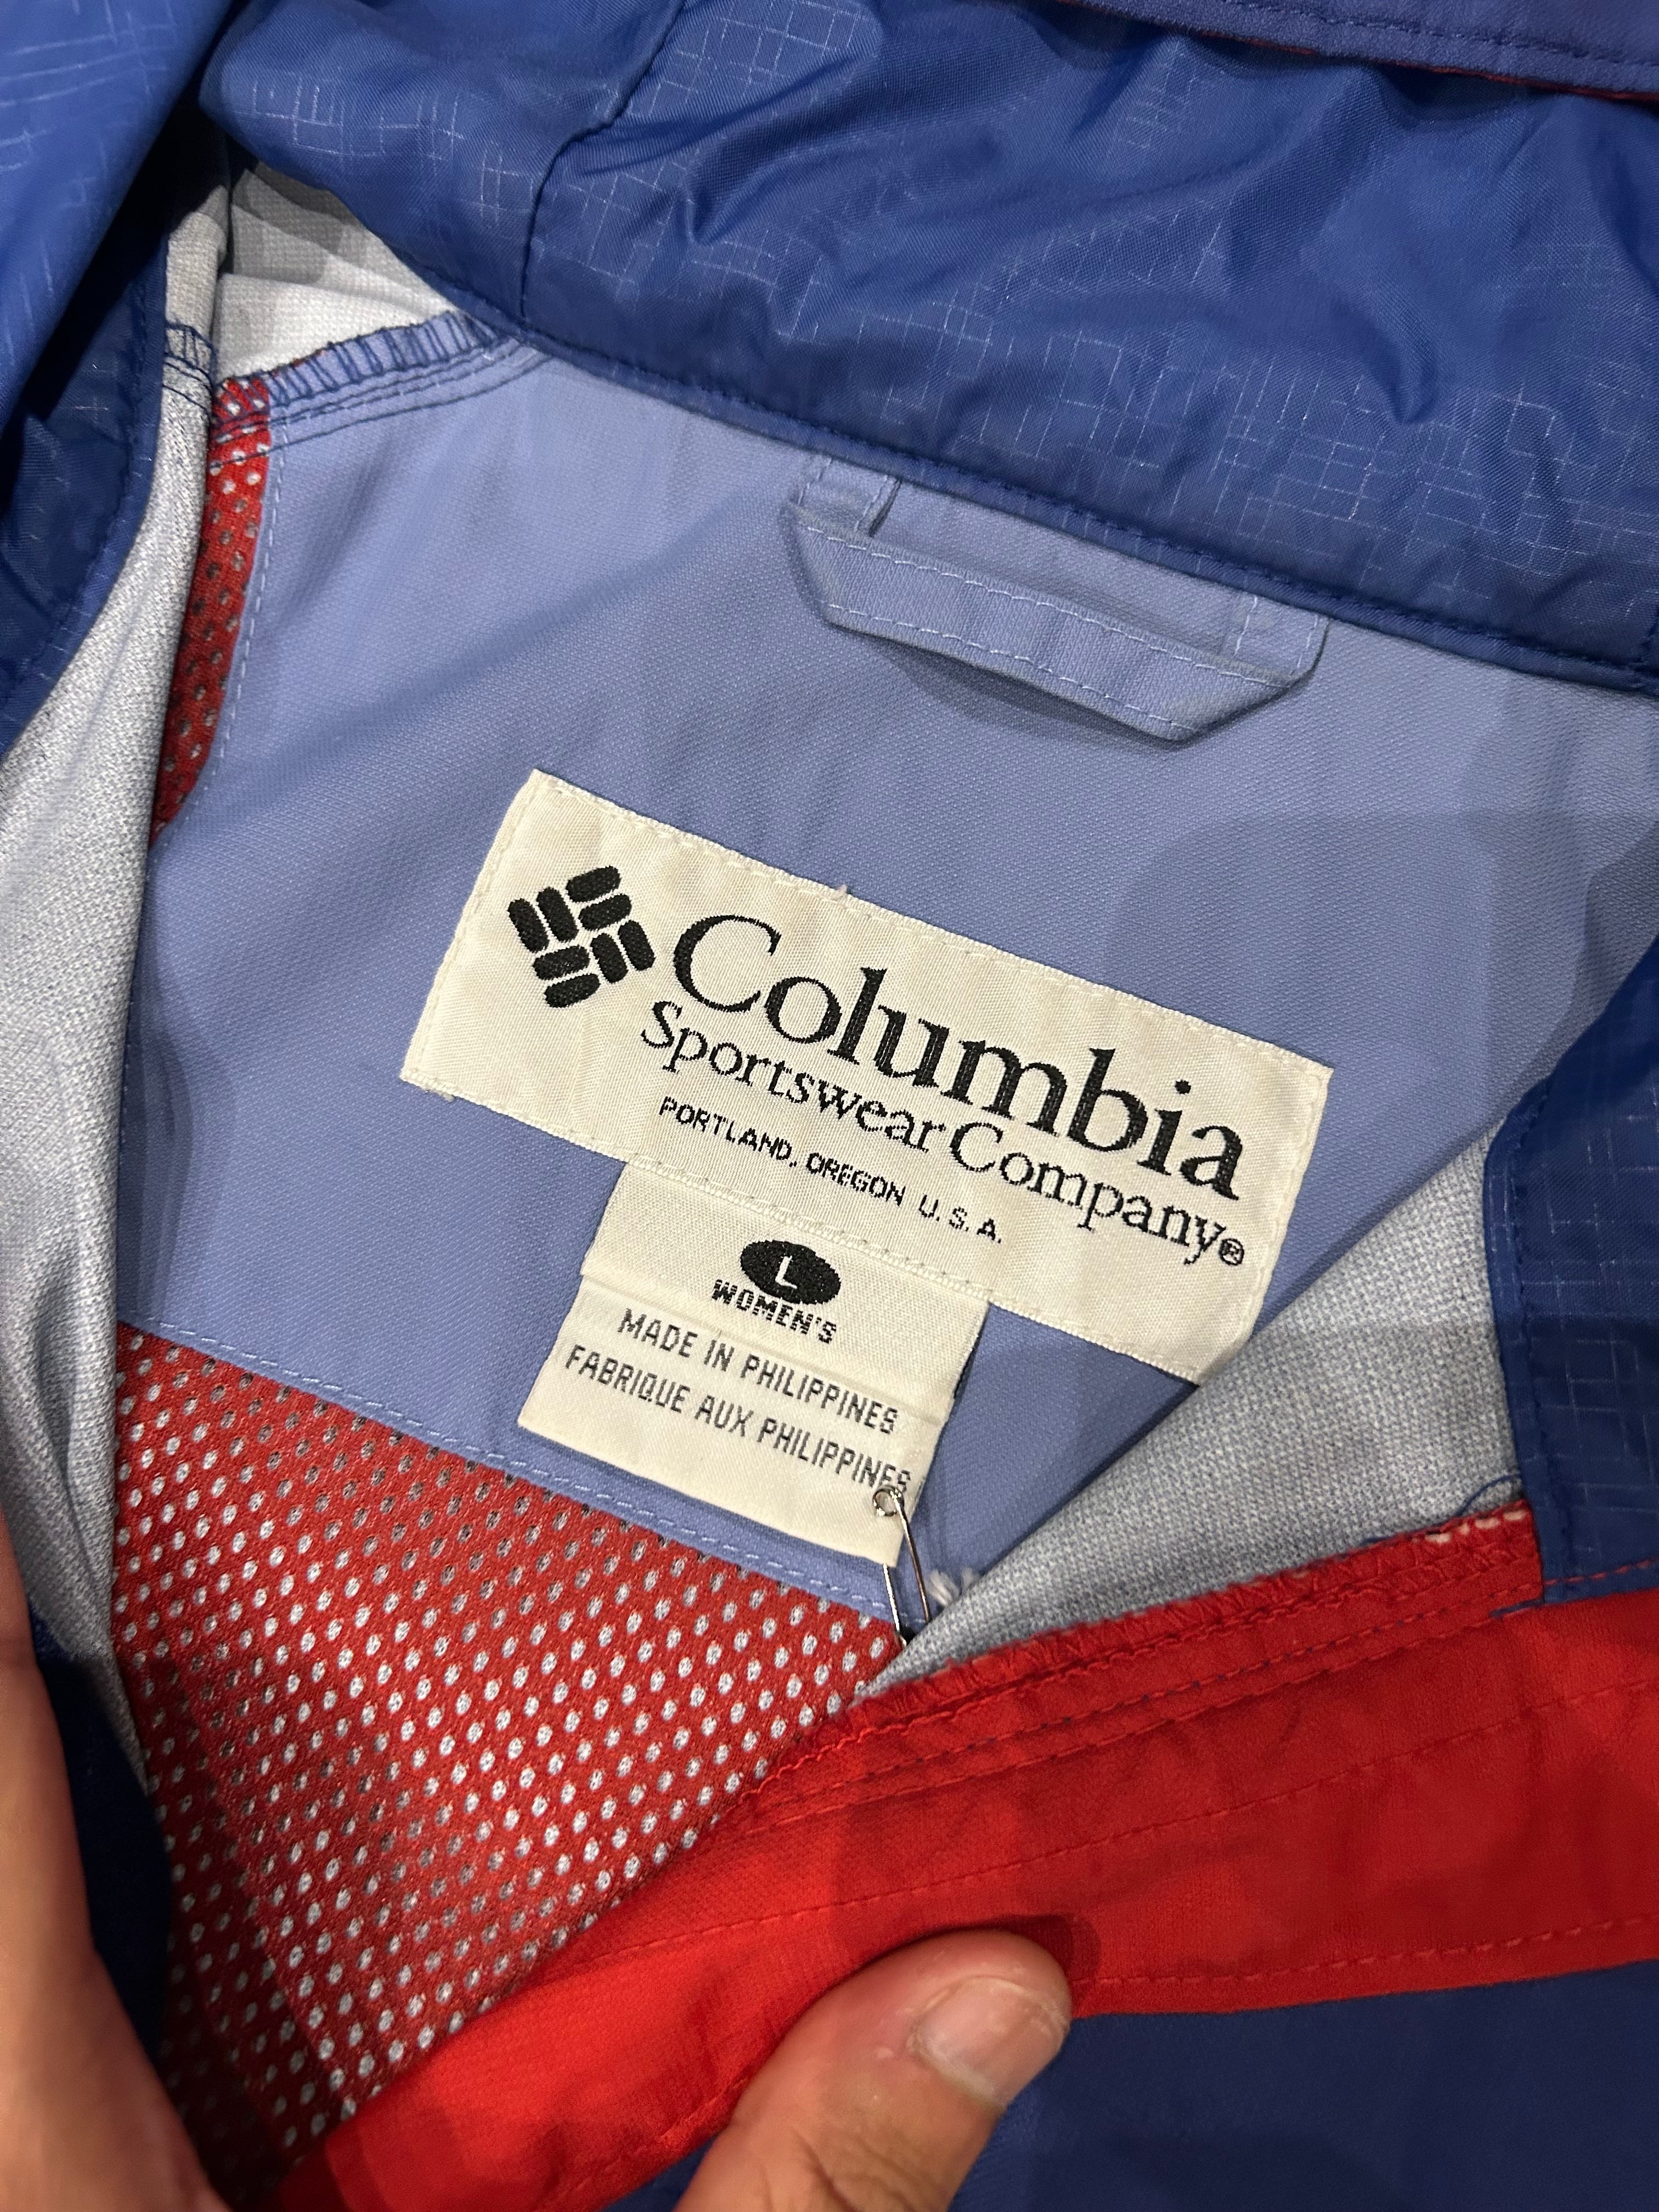 Columbia
Sportswear Company®
PORTLAND, OREGON U.S.A.
L
WOMEN'S
MADE IN PHILIPPINES
FABRIQUE AUX PHILIPPINES